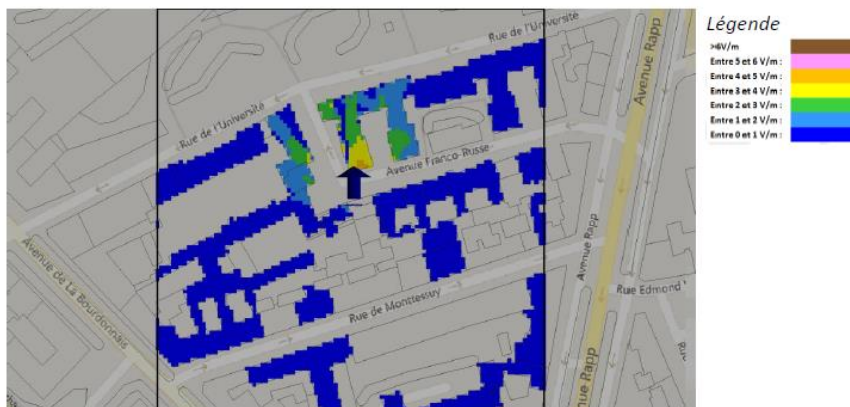 Légende
>6V/m
Entre 5 et 6 V/m :
Entre 4 et 5 V/m :
Entre 3 et 4 V/m :
Entre 2 et 3 V/m :
Entre 1 et 2 V/m :
Entre 0 et 1 V/m :
Rue de l'Université
Avenue Rapp
Rue de l'Université
Avenue Franco-Russe
Avenue de La Bourdonnais
Avenue Rapp
Rue Edmond
Rue de Monttessuy
Avenue Rapp